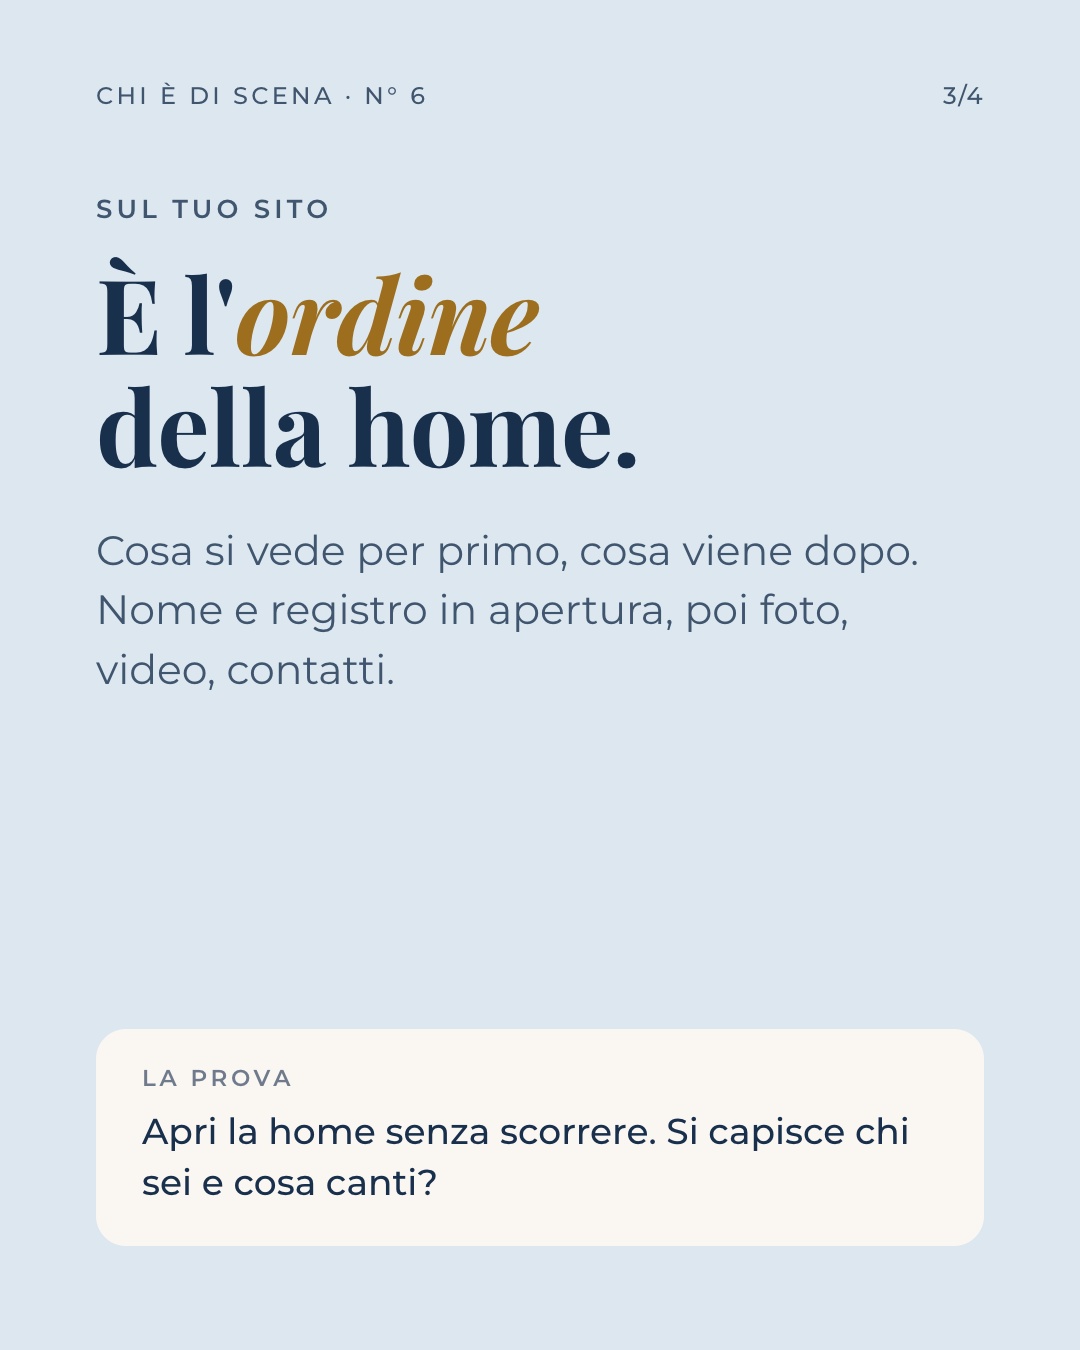 CHI È DI SCENA · N° 6
3/4
SUL TUO SITO
È l'ordine
della home.
Cosa si vede per primo, cosa viene dopo.
Nome e registro in apertura, poi foto,
video, contatti.
LA PROVA
Apri la home senza scorrere. Si capisce chi
sei e cosa canti?